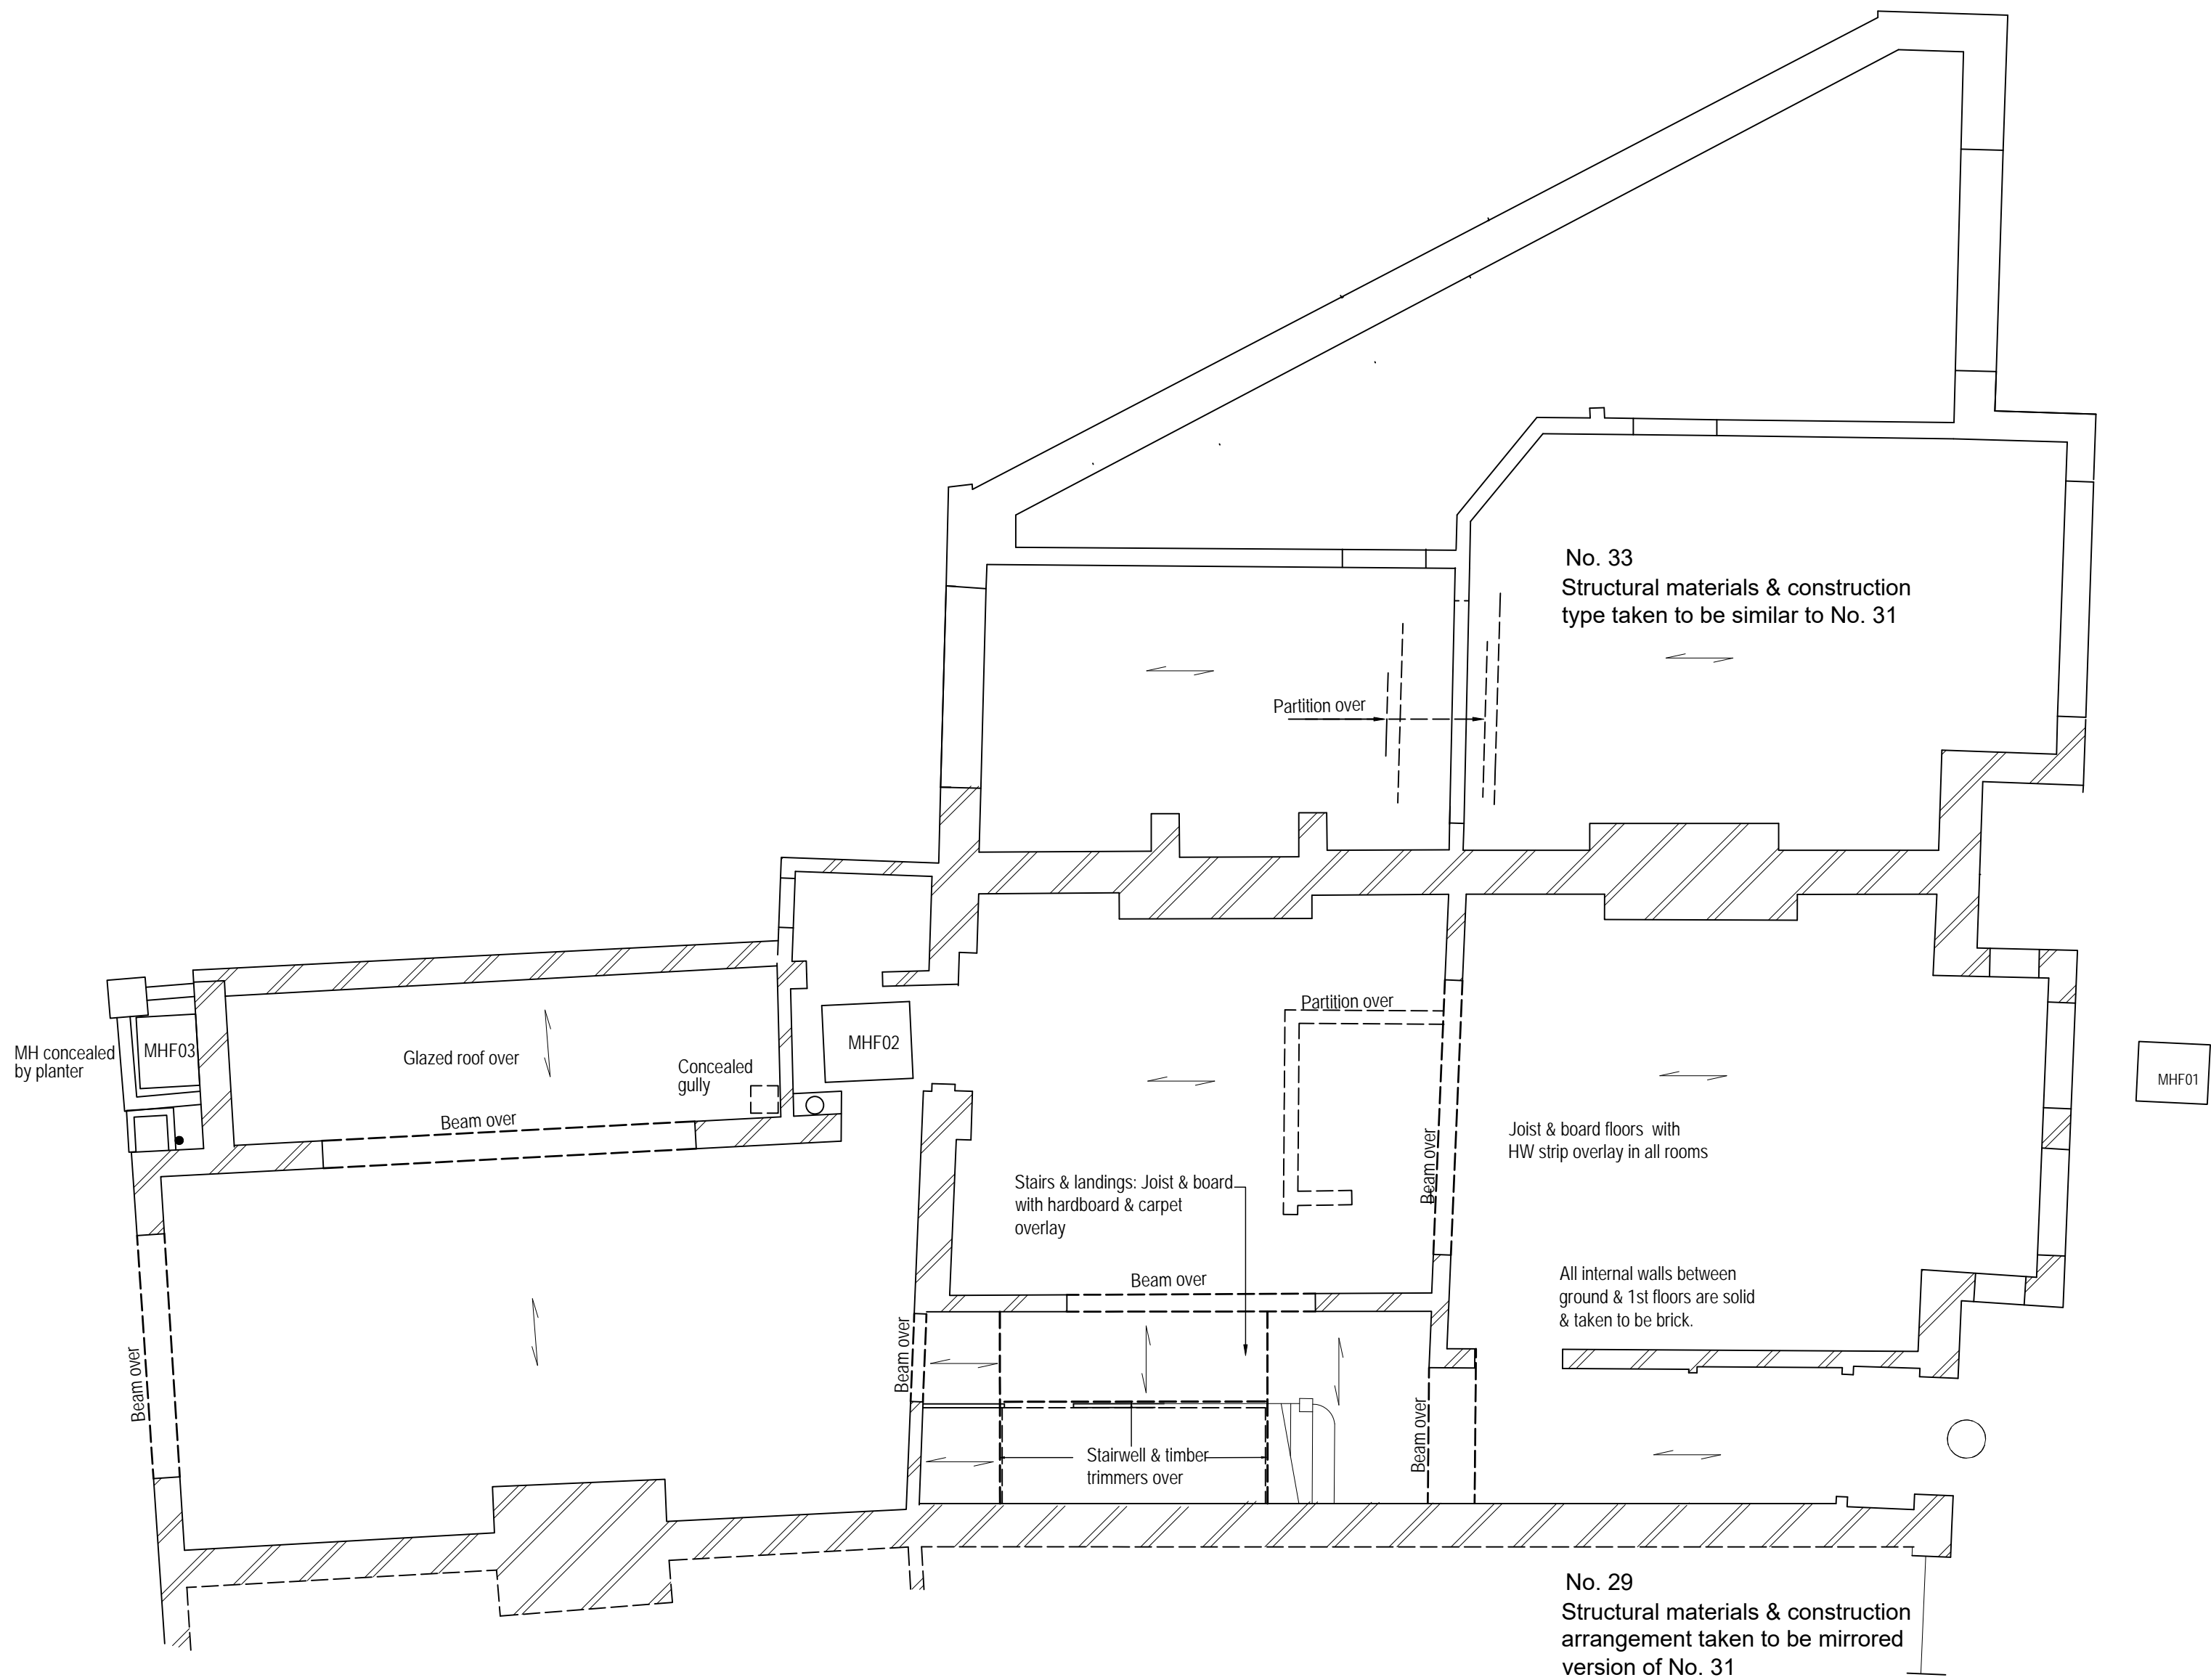 No. 33
Structural materials & construction
type taken to be similar to No. 31
Partition over
Partition over
MHF03
MH concealed
by planter
Glazed roof over
Concealed
gully
MHF02
MHF01
Beam over
Beam over
Joist & board floors with
HW strip overlay in all rooms
Stairs & landings: Joist & board
with hardboard & carpet
overlay
Beam over
All internal walls between
ground & 1st floors are solid
& taken to be brick.
Beam over
Beam over
Beam over
Stairwell & timber
trimmers over
No. 29
Structural materials & construction
arrangement taken to be mirrored
version of No. 31